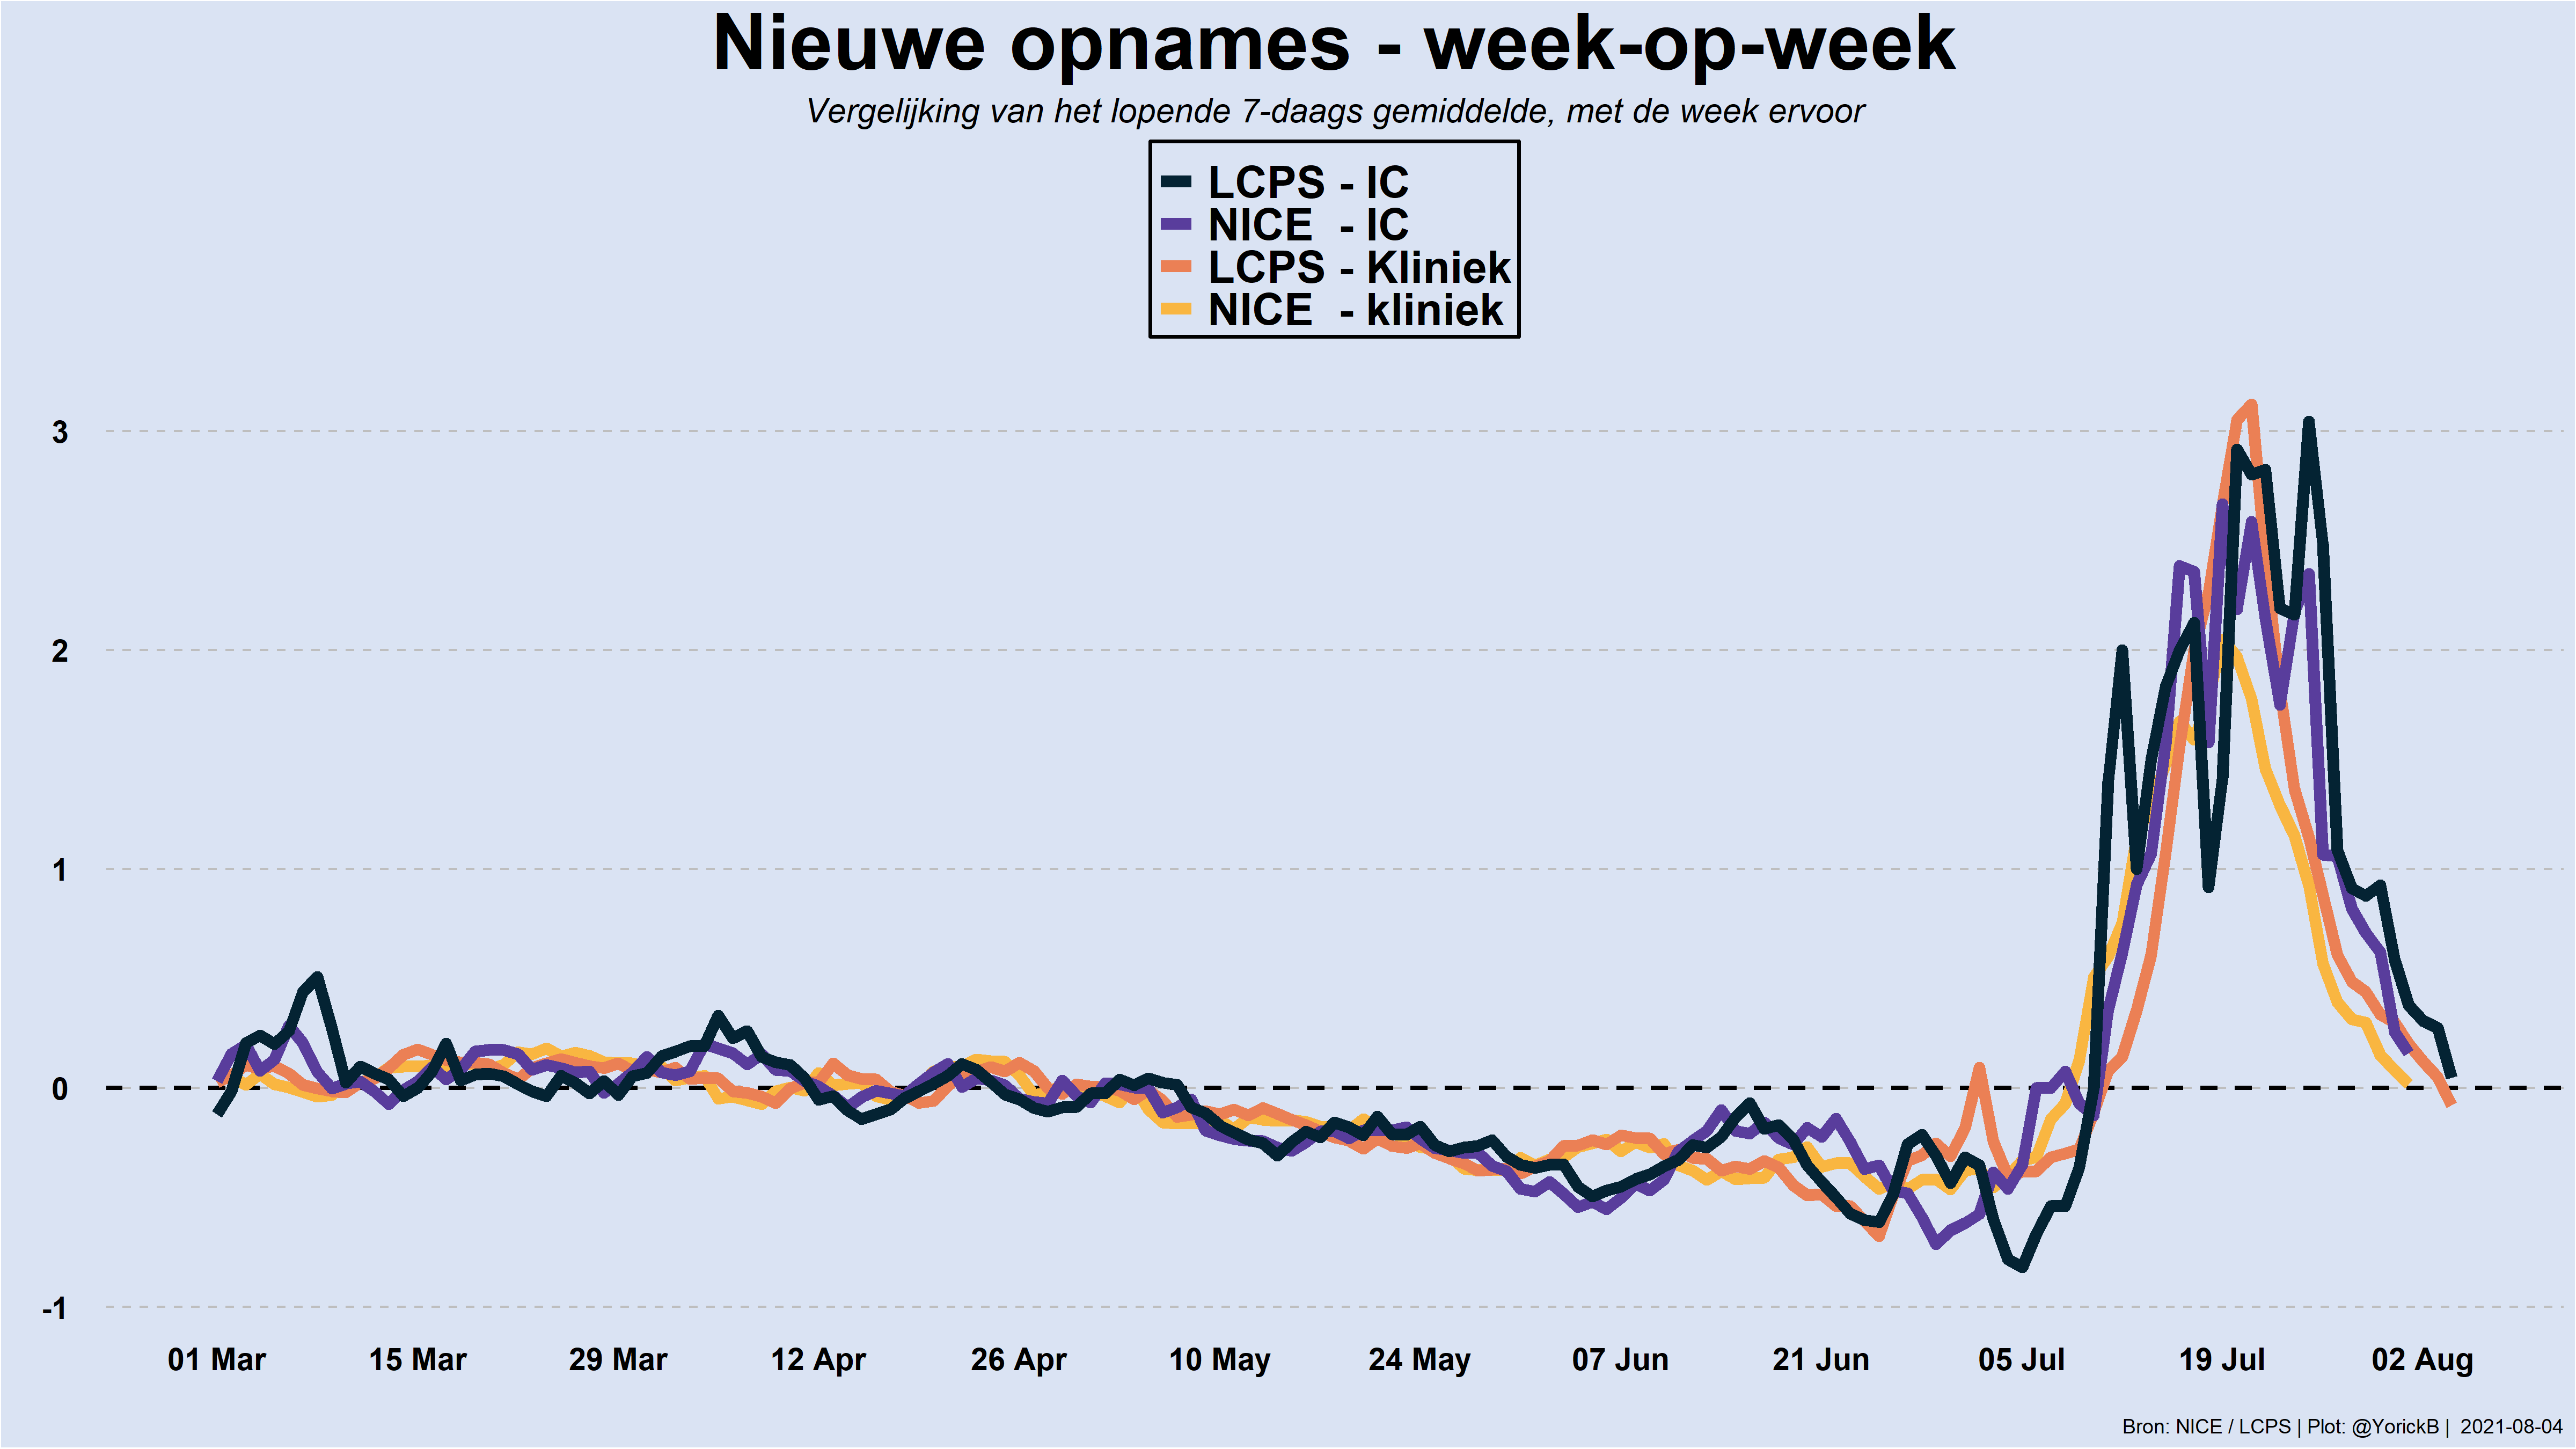 Nieuwe opnames - week-op-week
Vergelijking van het lopende 7-daags gemiddelde, met de week ervoor
LCPS - IC
NICE - IC
LCPS - Kliniek
NICE - kliniek
3
2
1
0
-1
01 Mar 15 Mar 29 Mar 12 Apr 26 Apr 10 May 24 May 07 Jun 21 Jun 05 Jul 19 Jul 02 Aug
Bron: NICE / LCPS | Plot: @YorickB | 2021-08-04